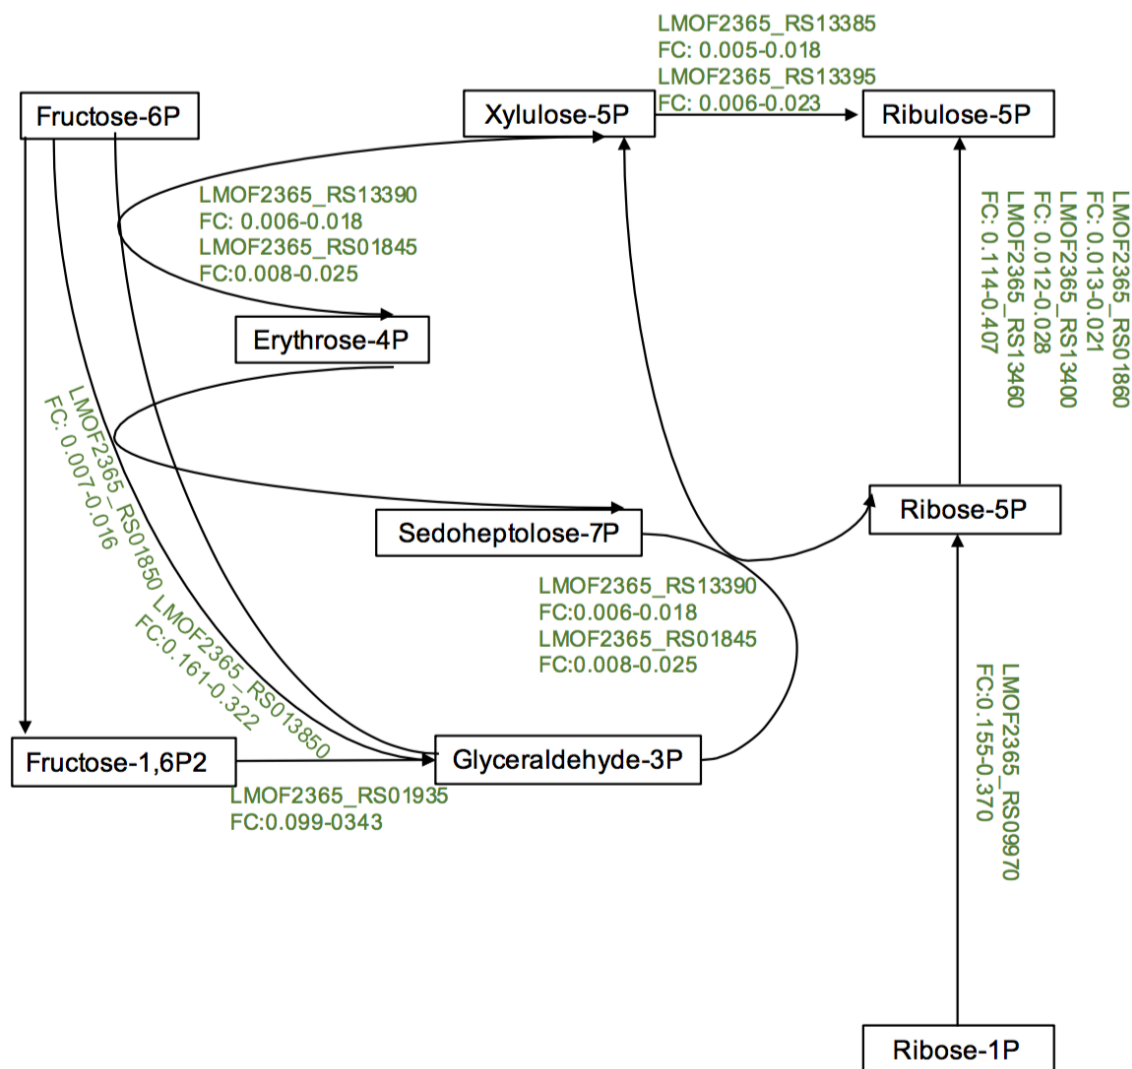 LMOF2365_RS13385
FC: 0.005-0.018
LMOF2365_RS13395
FC: 0.006-0.023
Fructose-6P
Xylulose-5P
Ribulose-5P
LMOF2365_RS13390
FC: 0.006-0.018
LMOF2365_RS01845
FC:0.008-0.025
LMOF2365_RS01860
FC: 0.013-0.021
LMOF2365_RS13400
FC: 0.012-0.028
LMOF2365_RS13460
FC: 0.114-0.407
Erythrose-4P
LMOF2365_RS01850
FC: 0.007-0.016
Sedoheptolose-7P
Ribose-5P
LMOF2365_RS13390
FC:0.006-0.018
LMOF2365_RS01845
FC:0.008-0.025
LMOF2365_RS013850
FC:0.161-0.322
LMOF2365_RS09970
FC:0.155-0.370
Fructose-1,6P2
Glyceraldehyde-3P
LMOF2365_RS01935
FC:0.099-0343
Ribose-1P